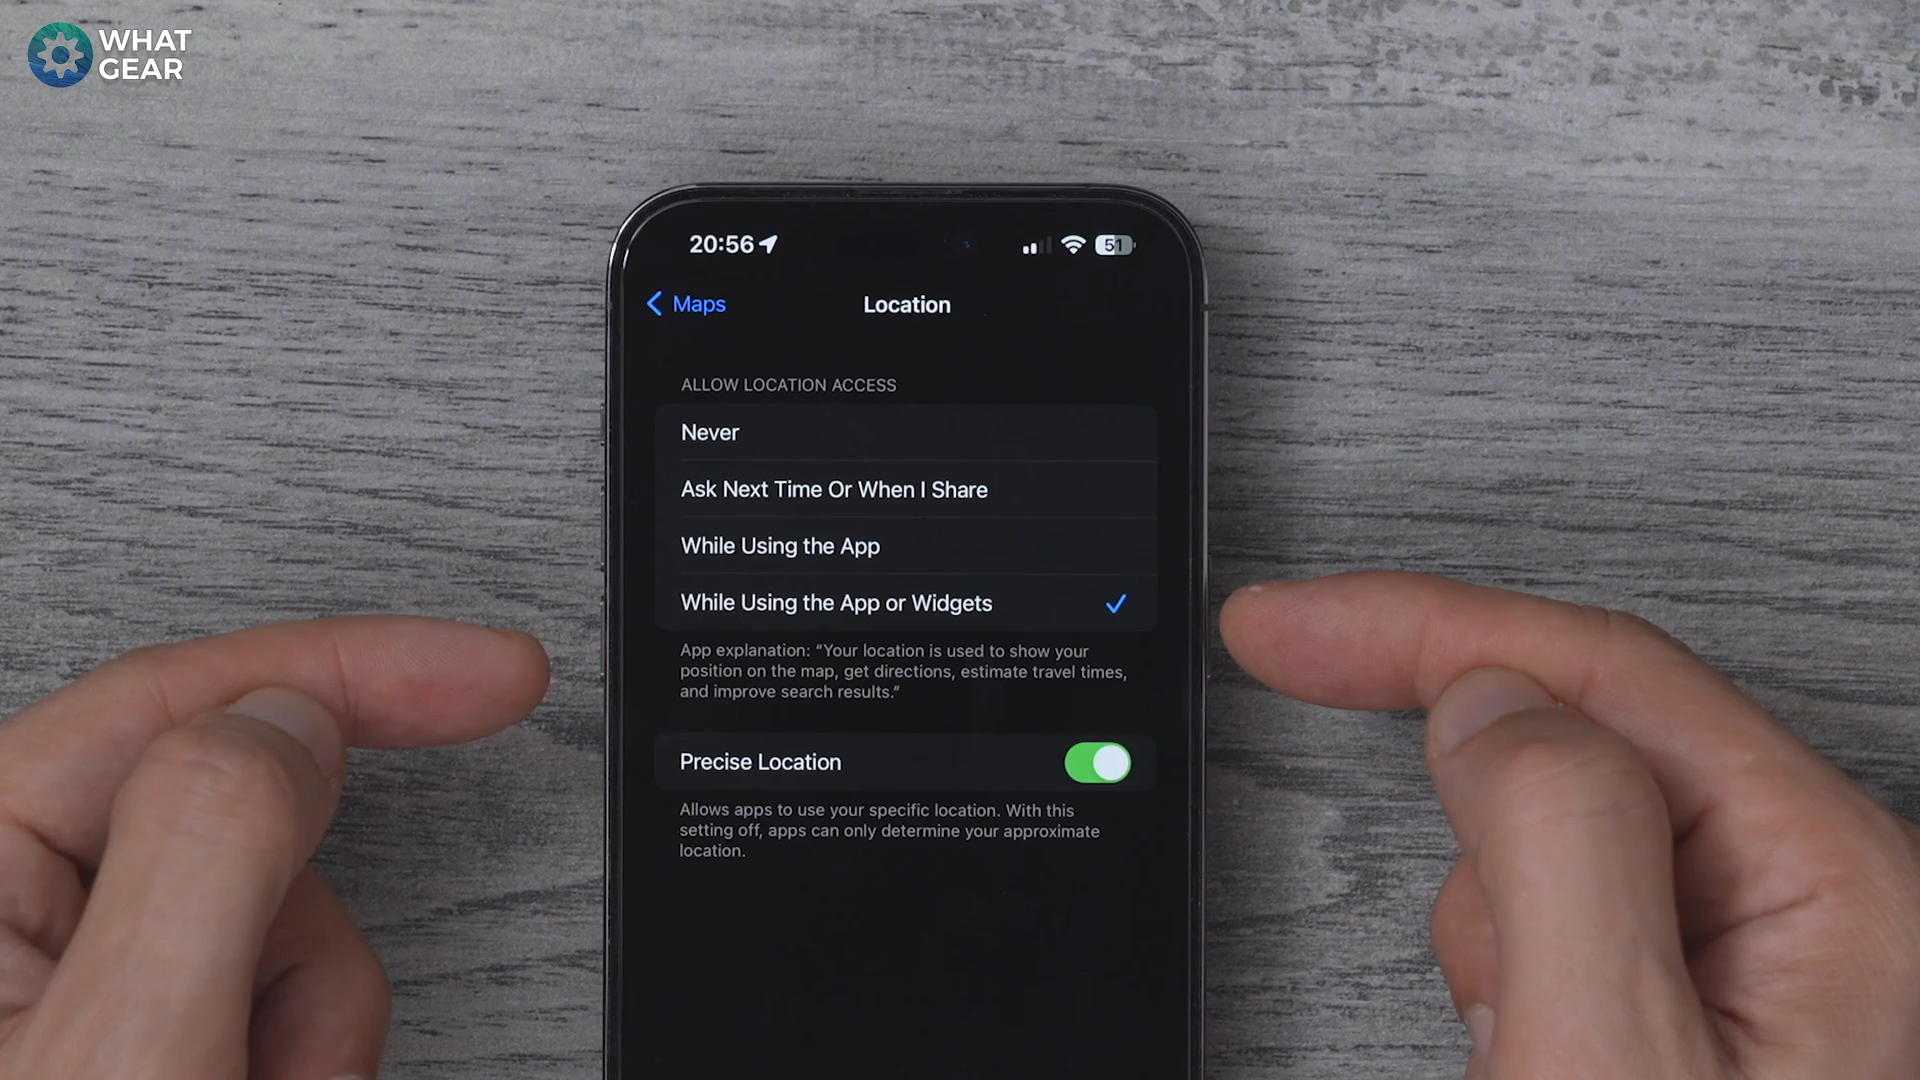 WHAT
GEAR
20:56
51
Maps
Location
ALLOW LOCATION ACCESS
Never
Ask Next Time Or When I Share
While Using the App
While Using the App or Widgets
App explanation: “Your location is used to show your
position on the map, get directions, estimate travel times,
and improve search results.”
Precise Location
Allows apps to use your specific location. With this
setting off, apps can only determine your approximate
location.